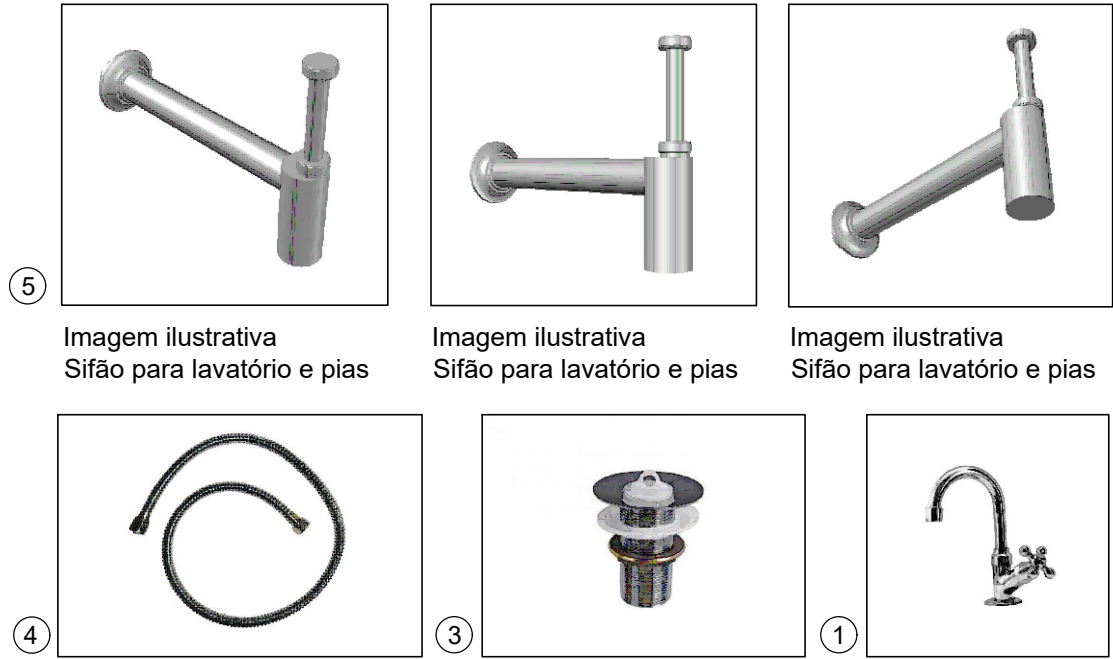 5
Imagem ilustrativa
Sifão para lavatório e pias
Imagem ilustrativa
Sifão para lavatório e pias
Imagem ilustrativa
Sifão para lavatório e pias
4
3
1